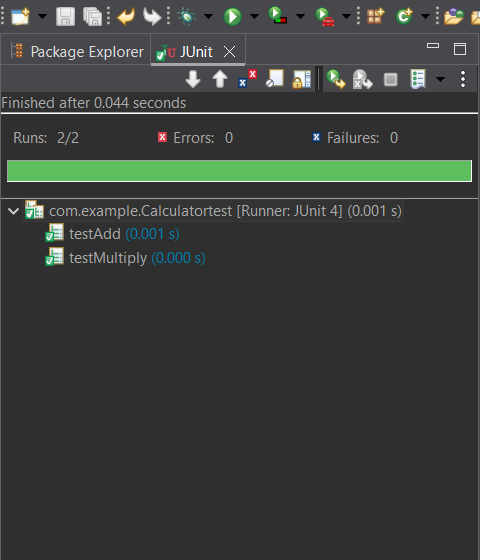 Package Explorer JUnit
Finished after 0.044 seconds
Runs: 2/2 Errors: 0 Failures: 0
com.example.Calculatortest [Runner: JUnit 4] (0.001 s)
testAdd (0.001 s)
testMultiply (0.000 s)